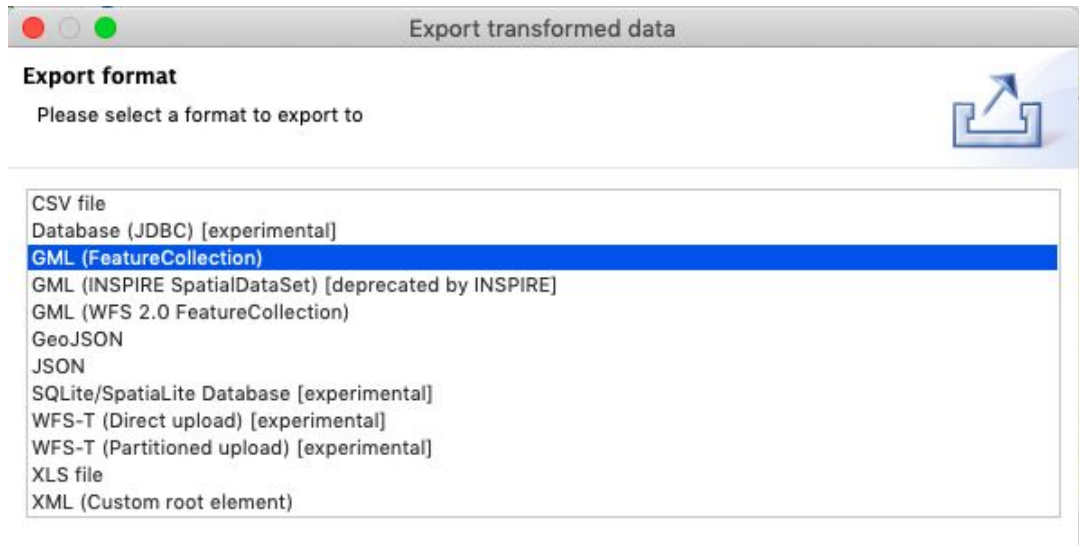 Export transformed data
Export format
Please select a format to export to
CSV file
Database (JDBC) [experimental]
GML (FeatureCollection)
GML (INSPIRE SpatialDataSet) [deprecated by INSPIRE]
GML (WFS 2.0 FeatureCollection)
GeoJSON
JSON
SQLite/SpatiaLite Database [experimental]
WFS-T (Direct upload) [experimental]
WFS-T (Partitioned upload) [experimental]
XLS file
XML (Custom root element)